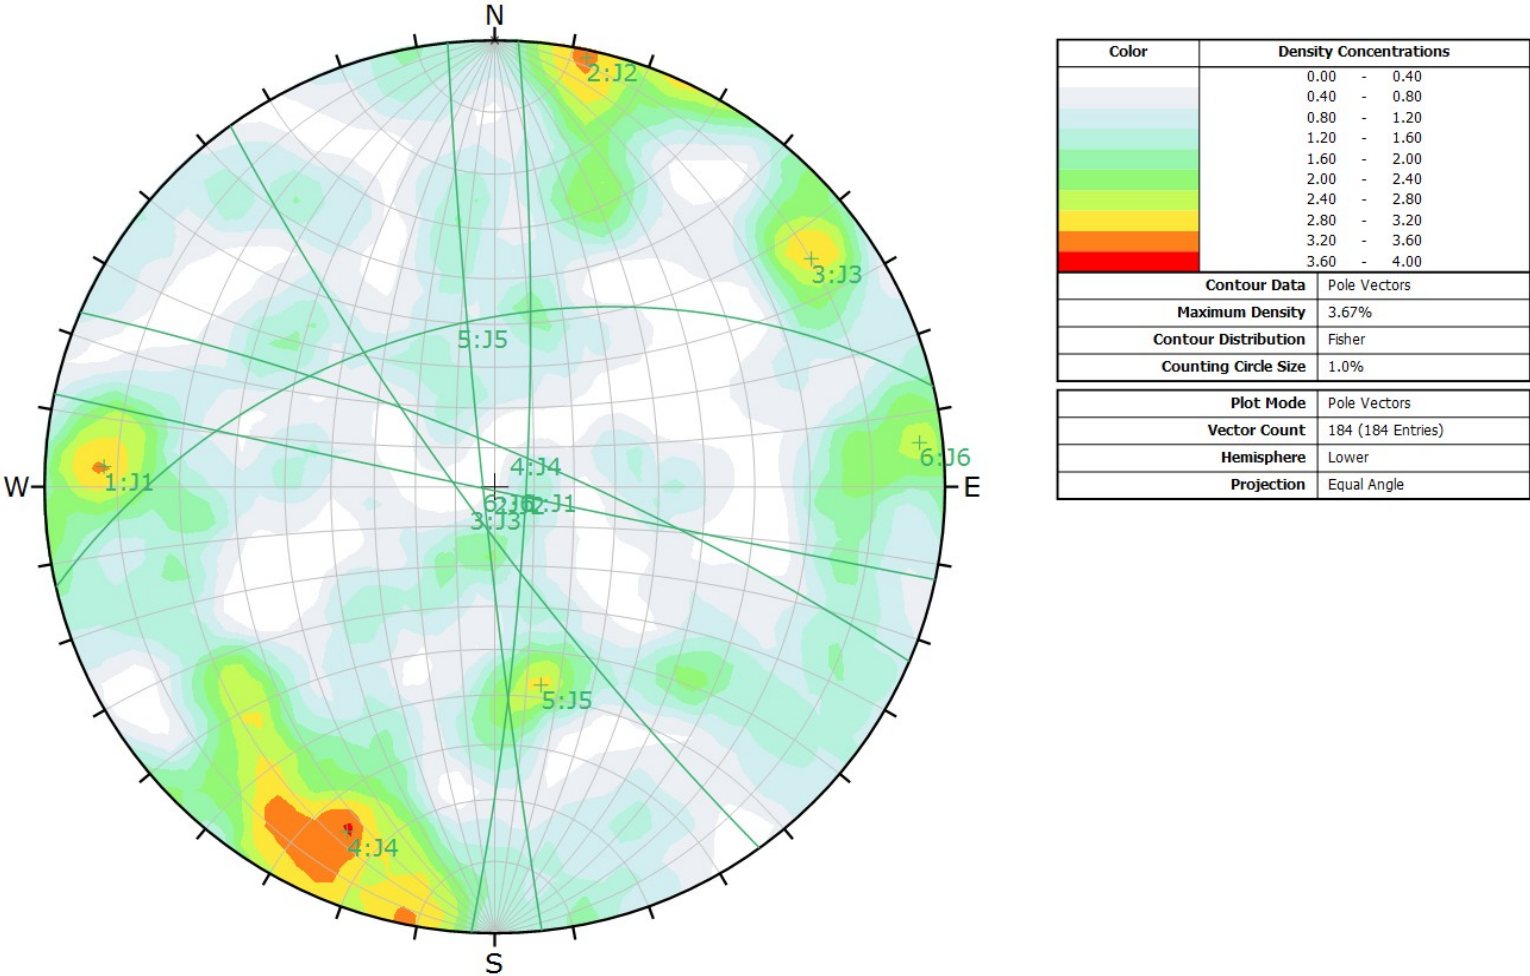 N
2:J2
3:J3
5:J5
6:J6
1:J1
W
E
4:J4
3:J3
5:J5
4:J4
S
Color Density Concentrations
0.00 - 0.40
0.40 - 0.80
0.80 - 1.20
1.20 - 1.60
1.60 - 2.00
2.00 - 2.40
2.40 - 2.80
2.80 - 3.20
3.20 - 3.60
3.60 - 4.00
Contour Data Pole Vectors
Maximum Density 3.67%
Contour Distribution Fisher
Counting Circle Size 1.0%
Plot Mode Pole Vectors
Vector Count 184 (184 Entries)
Hemisphere Lower
Projection Equal Angle